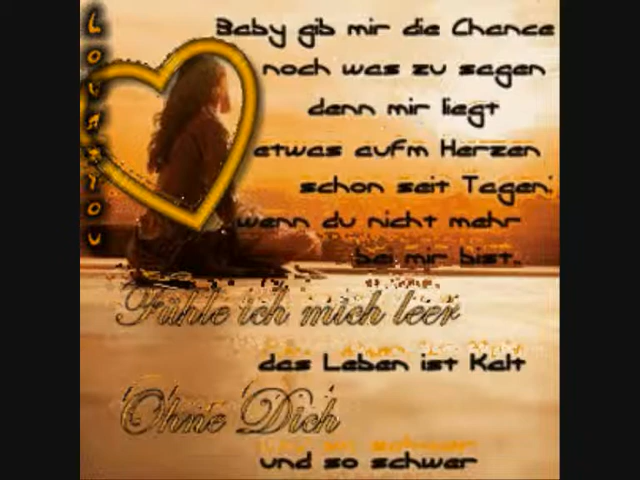 Lovt*you
Baby gib mir die Chance
noch was zu sagen
denn mir liegt
etwas aufm Herzen
schon seit Tagen.
wenn du nicht mehr
bei mir bist..
Fühle ich mich leer
das Leben ist Kalt
Ohne Dich
und so schwer